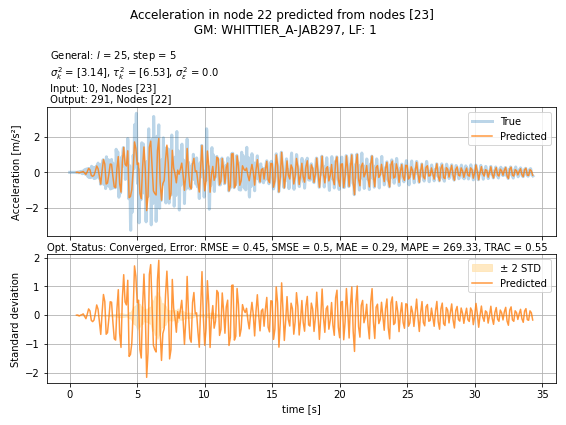 Acceleration in node 22 predicted from nodes [23]
GM: WHITTIER_A-JAB297, LF: 1
General: l = 25, step = 5
σ²ₖ = [3.14], τ²ₖ = [6.53], σ²ε = 0.0
Input: 10, Nodes [23]
Output: 291, Nodes [22]
Acceleration [m/s²]
2
0
−2
True
Predicted
Opt. Status: Converged, Error: RMSE = 0.45, SMSE = 0.5, MAE = 0.29, MAPE = 269.33, TRAC = 0.55
Standard deviation
2
1
0
−1
−2
± 2 STD
Predicted
0 5 10 15 20 25 30 35
time [s]